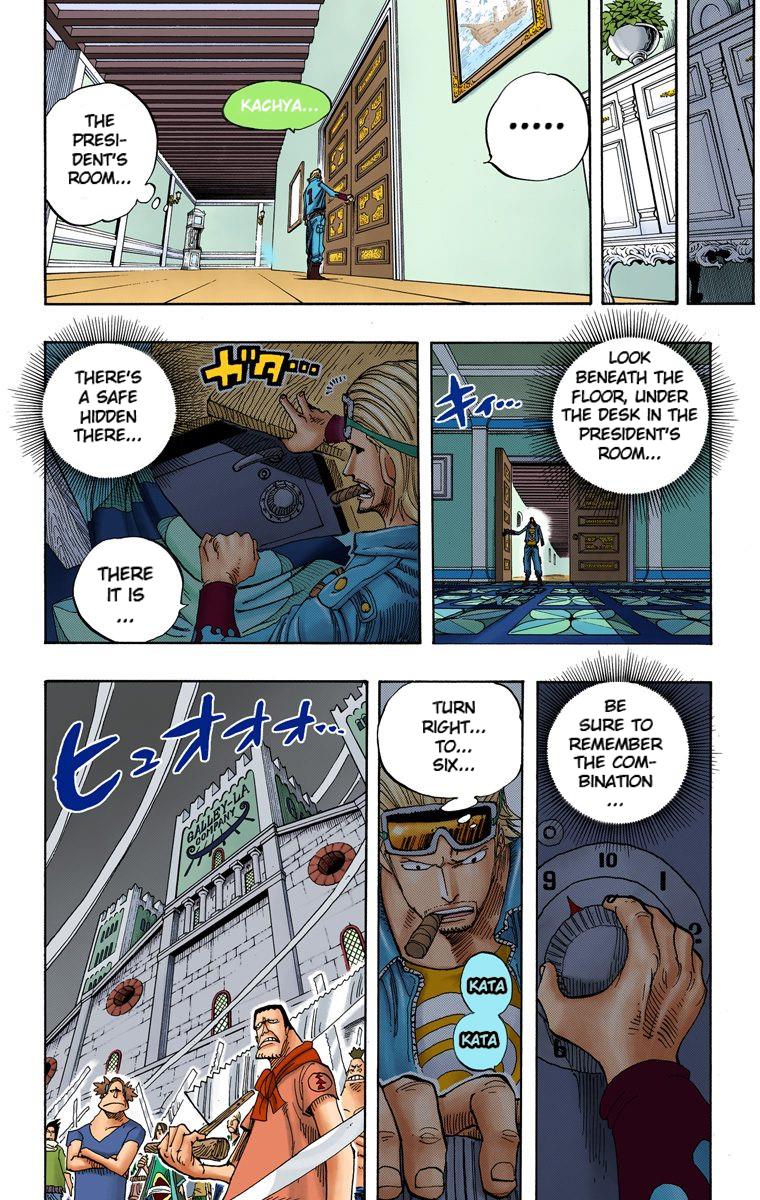 .....
KACHYA...
THE
PRESI-
DENT'S
ROOM...
LOOK
BENEATH THE
FLOOR, UNDER
THE DESK IN THE
PRESIDENT'S
ROOM...
キィ...
THERE'S
A SAFE
HIDDEN
THERE...
ガタ...
THERE
IT IS
...
BE
SURE TO
REMEMBER
THE COM-
BINATION
...
10
9
1
2
6
TURN
RIGHT...
TO...
SIX...
KATA
KATA
ヒュオオオ...
GALLEY-LA
COMPANY